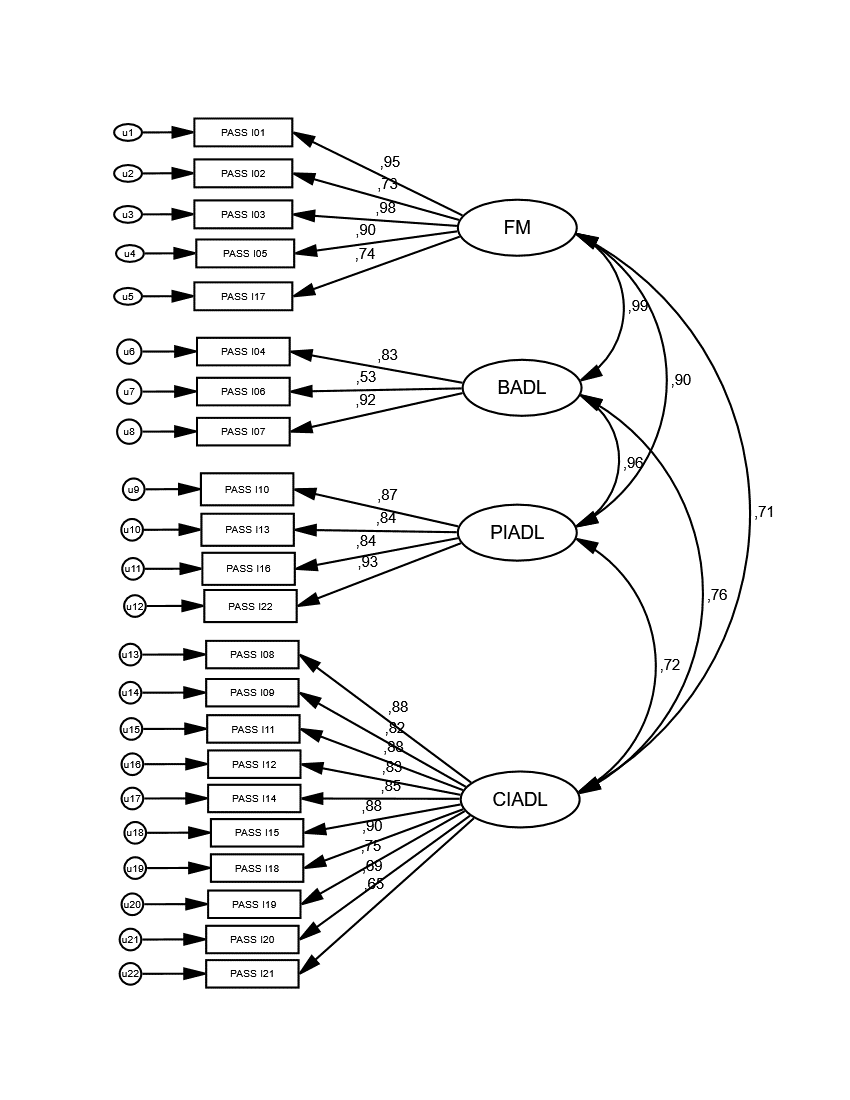 u1 PASS I01
,95
u2 PASS I02
,73
u3 PASS I03
,98
FM
u4 PASS I05
,90
,74
u5 PASS I17
,99
u6 PASS I04
,83
,53
,90
BADL
u7 PASS I06
,92
u8 PASS I07
,96
u9 PASS I10
,87
,84
,71
u10 PASS I13
PIADL
,84
u11 PASS I16
,93
u12 PASS I22
,76
u13 PASS I08
,72
u14 PASS I09
,88
,82
u15 PASS I11
,88
u16 PASS I12
,83
,85
u17 PASS I14
CIADL
,88
u18 PASS I15
,90
,75
u19 PASS I18
,69
,65
u20 PASS I19
u21 PASS I20
u22 PASS I21